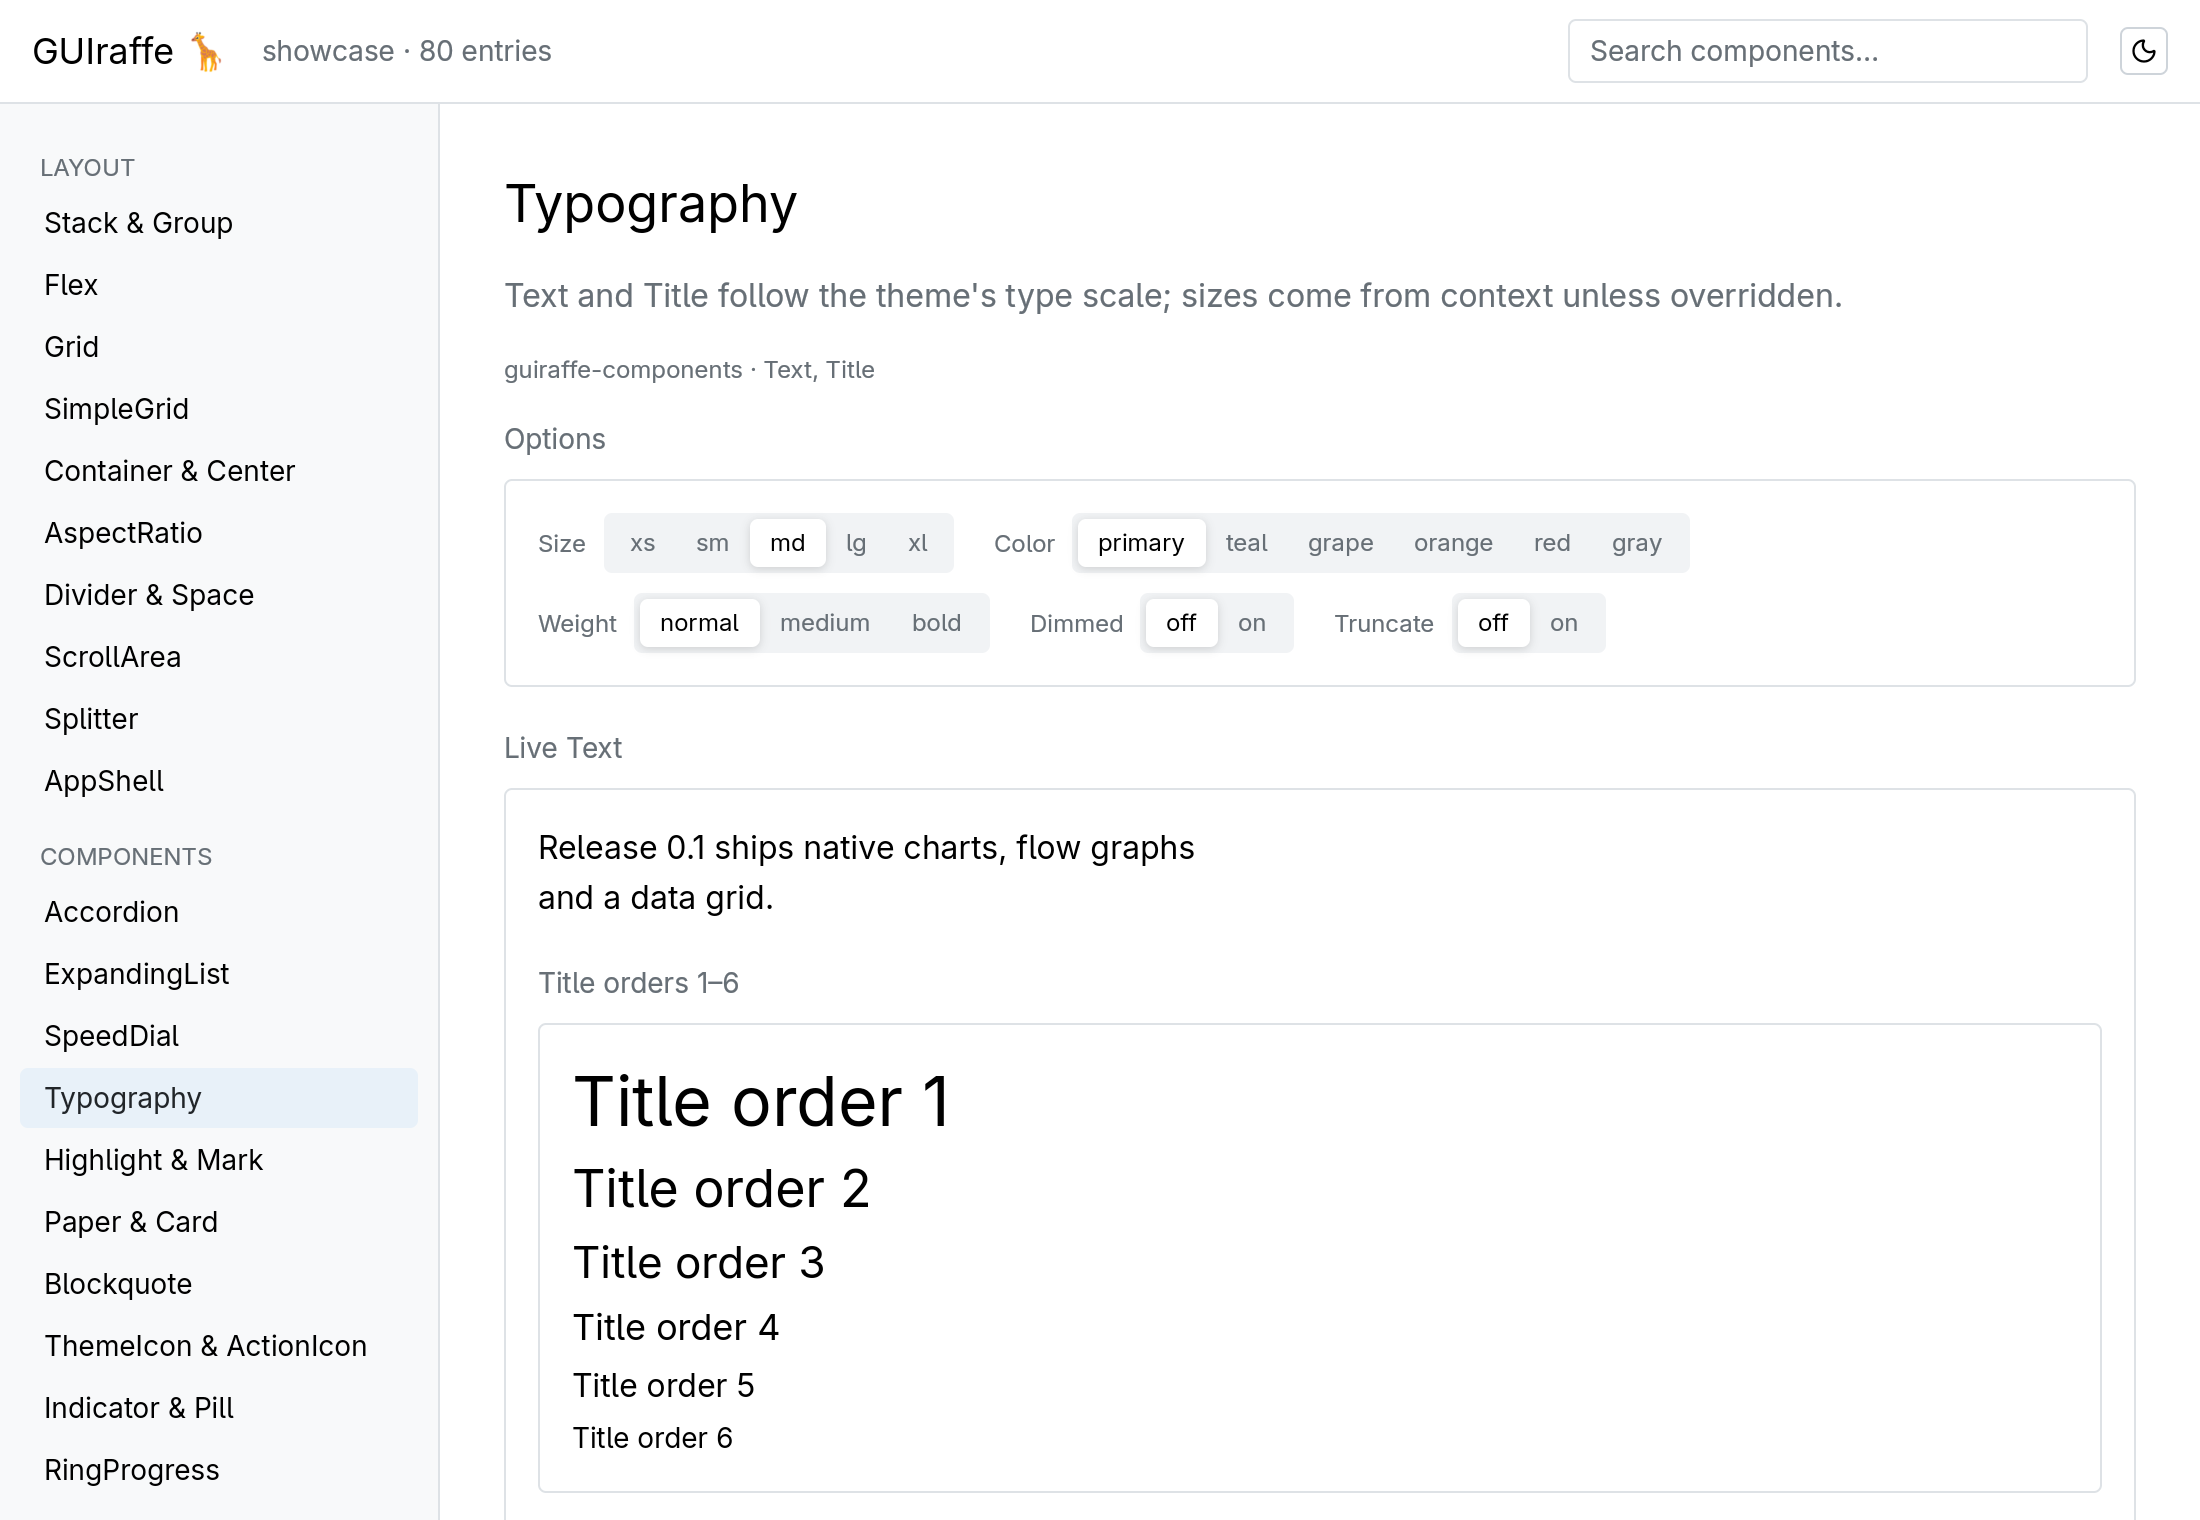 GUIraffe 🦒 showcase · 80 entries
Search components...
LAYOUT
Stack & Group
Flex
Grid
SimpleGrid
Container & Center
AspectRatio
Divider & Space
ScrollArea
Splitter
AppShell
COMPONENTS
Accordion
ExpandingList
SpeedDial
Typography
Highlight & Mark
Paper & Card
Blockquote
ThemeIcon & ActionIcon
Indicator & Pill
RingProgress
Typography
Text and Title follow the theme's type scale; sizes come from context unless overridden.
guiraffe-components · Text, Title
Options
Size xs sm md lg xl Color primary teal grape orange red gray
Weight normal medium bold Dimmed off on Truncate off on
Live Text
Release 0.1 ships native charts, flow graphs
and a data grid.
Title orders 1–6
Title order 1
Title order 2
Title order 3
Title order 4
Title order 5
Title order 6